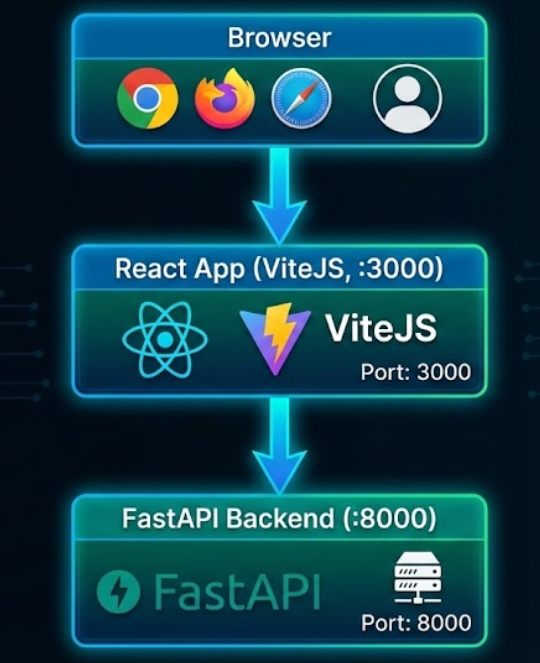 Browser
React App (ViteJS, :3000)
ViteJS
Port: 3000
FastAPI Backend (:8000)
FastAPI
Port: 8000